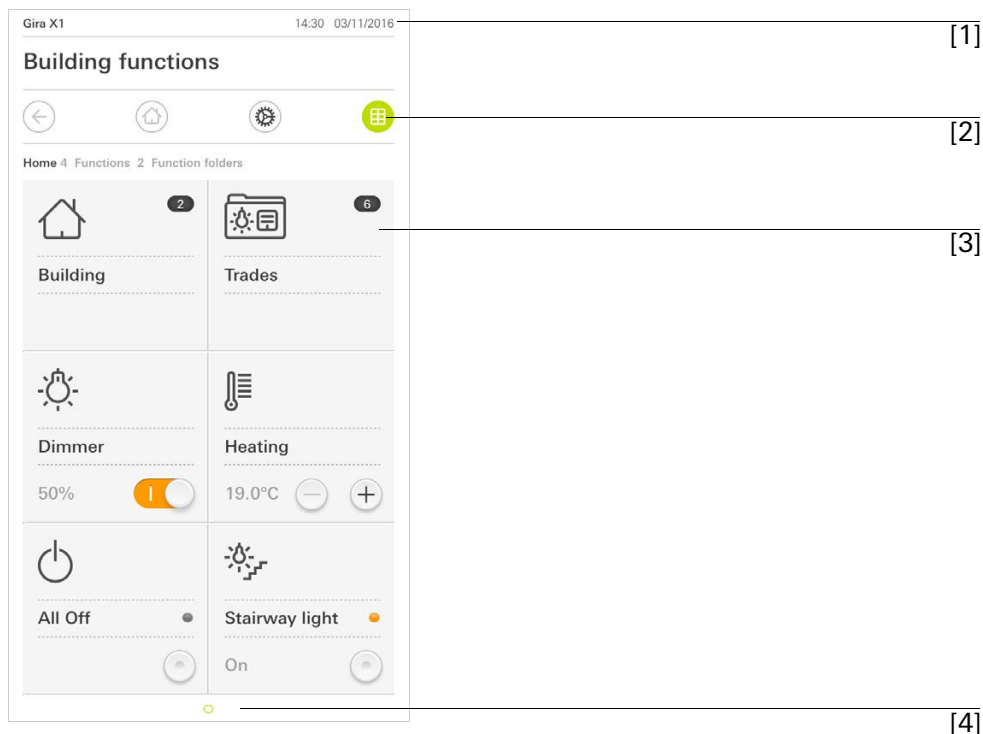 Gira X1 14:30 03/11/2016
[1]
Building functions
[2]
Home 4 Functions 2 Function folders
2 6
[3]
Building Trades
Dimmer Heating
50% 19.0°C
All Off Stairway light
On
[4]